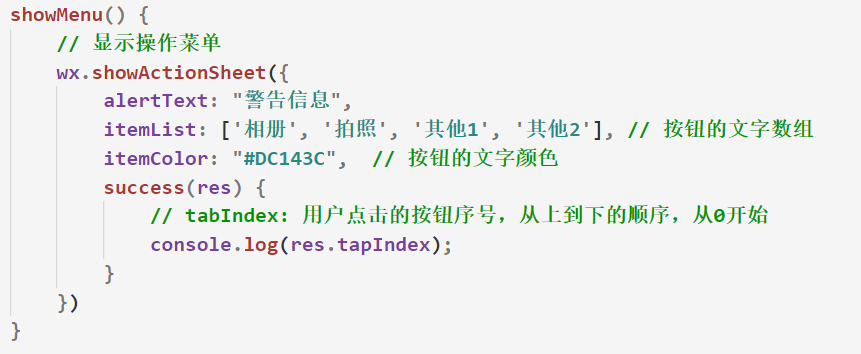 showMenu() {
    // 显示操作菜单
    wx.showActionSheet({
        alertText: "警告信息",
        itemList: ['相册', '拍照', '其他1', '其他2'], // 按钮的文字数组
        itemColor: "#DC143C",  // 按钮的文字颜色
        success(res) {
            // tabIndex: 用户点击的按钮序号，从上到下的顺序，从0开始
            console.log(res.tapIndex);
        }
    })
}